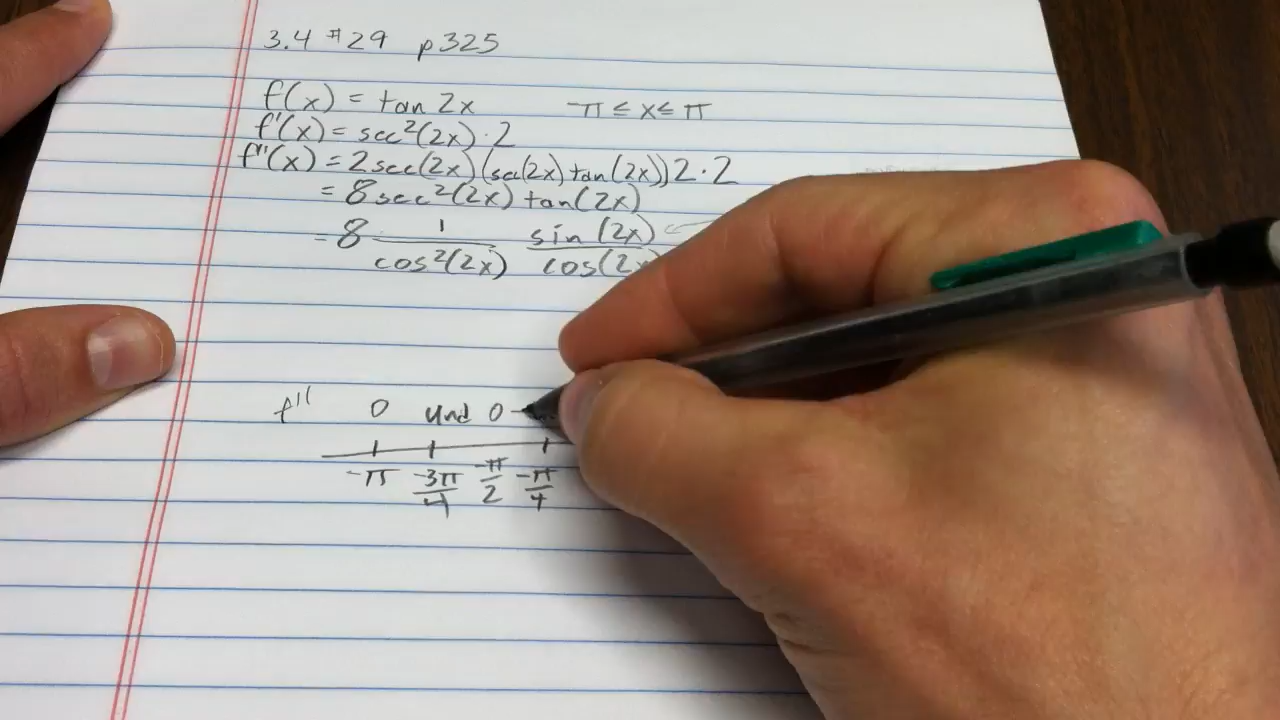 3.4 #29 p325
f(x) = tan 2x -π ≤ x ≤ π
f'(x) = sec²(2x)·2
f''(x) = 2sec(2x)(sec(2x)tan(2x))2·2
= 8sec²(2x)tan(2x)
= 8 1/cos²(2x) sin(2x)/cos(2x)
f'' 0 und 0
-π -3π/4 -π/2 -π/4